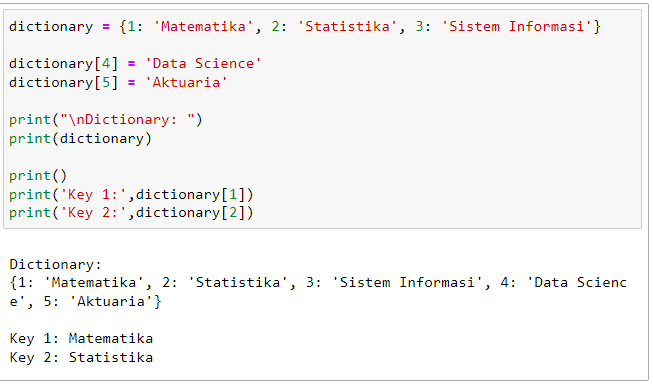 dictionary = {1: 'Matematika', 2: 'Statistika', 3: 'Sistem Informasi'}
dictionary[4] = 'Data Science'
dictionary[5] = 'Aktuaria'
print("\nDictionary: ")
print(dictionary)
print()
print('Key 1:',dictionary[1])
print('Key 2:',dictionary[2])
Dictionary:
{1: 'Matematika', 2: 'Statistika', 3: 'Sistem Informasi', 4: 'Data Scienc
e', 5: 'Aktuaria'}
Key 1: Matematika
Key 2: Statistika